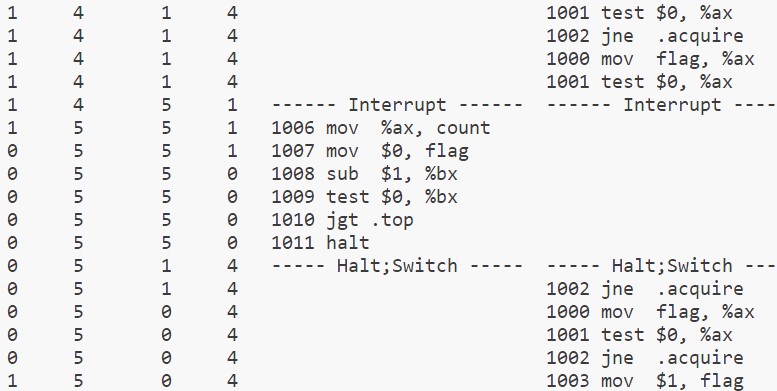 1 4 1 4 1001 test $0, %ax
1 4 1 4 1002 jne .acquire
1 4 1 4 1000 mov flag, %ax
1 4 1 4 1001 test $0, %ax
1 4 5 1 ------ Interrupt ------ ------ Interrupt ----
1 5 5 1 1006 mov %ax, count
0 5 5 1 1007 mov $0, flag
0 5 5 0 1008 sub $1, %bx
0 5 5 0 1009 test $0, %bx
0 5 5 0 1010 jgt .top
0 5 5 0 1011 halt
0 5 1 4 ----- Halt;Switch ----- ----- Halt;Switch ---
0 5 1 4 1002 jne .acquire
0 5 0 4 1000 mov flag, %ax
0 5 0 4 1001 test $0, %ax
0 5 0 4 1002 jne .acquire
1 5 0 4 1003 mov $1, flag